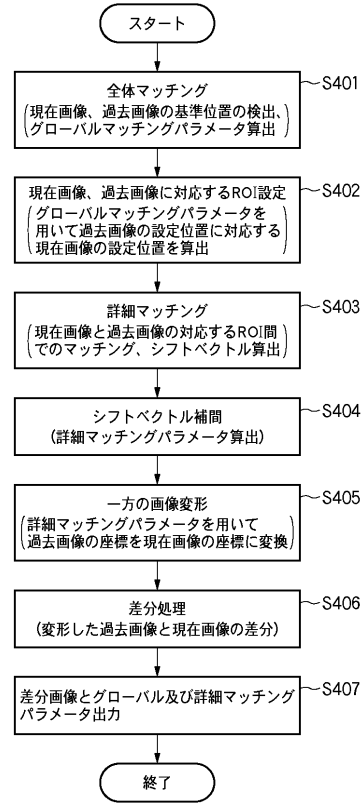 スタート
全体マッチング
S401
(現在画像、過去画像の基準位置の検出、
グローバルマッチングパラメータ算出)
現在画像、過去画像に対応するROI設定
S402
(グローバルマッチングパラメータを
用いて過去画像の設定位置に対応する
現在画像の設定位置を算出)
詳細マッチング
S403
(現在画像と過去画像の対応するROI間
でのマッチング、シフトベクトル算出)
シフトベクトル補間
S404
(詳細マッチングパラメータ算出)
一方の画像変形
S405
(詳細マッチングパラメータを用いて
過去画像の座標を現在画像の座標に変換)
差分処理
S406
(変形した過去画像と現在画像の差分)
差分画像とグローバル及び詳細マッチング
S407
パラメータ出力
終了